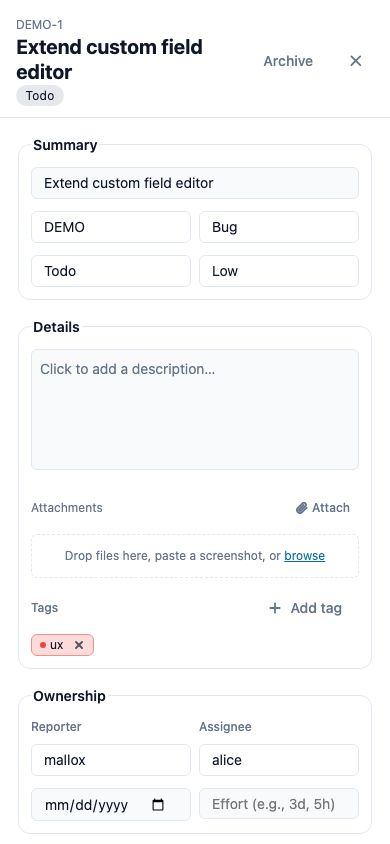 DEMO-1
Extend custom field
editor
Archive
Todo
Summary
Extend custom field editor
DEMO
Bug
Todo
Low
Details
Click to add a description...
Attachments
Attach
Drop files here, paste a screenshot, or browse
Tags
Add tag
ux
Ownership
Reporter
Assignee
mallox
alice
mm/dd/yyyy
Effort (e.g., 3d, 5h)